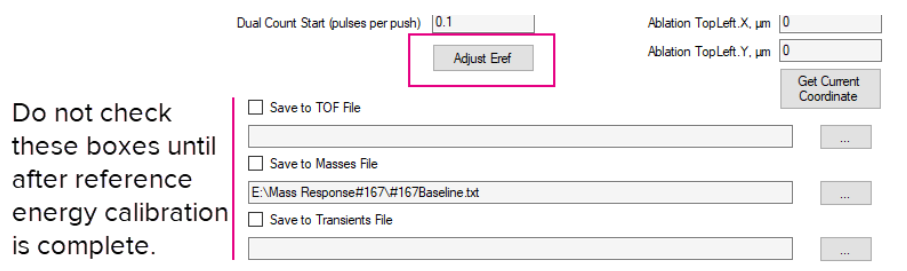 Dual Count Start (pulses per push) 0.1 Ablation TopLeft.X, µm 0
Adjust Eref Ablation TopLeft.Y, µm 0
Get Current
Coordinate
Do not check
these boxes until
after reference
energy calibration
is complete.
Save to TOF File
...
Save to Masses File
E:\Mass Response#167\#167Baseline.txt ...
Save to Transients File
...